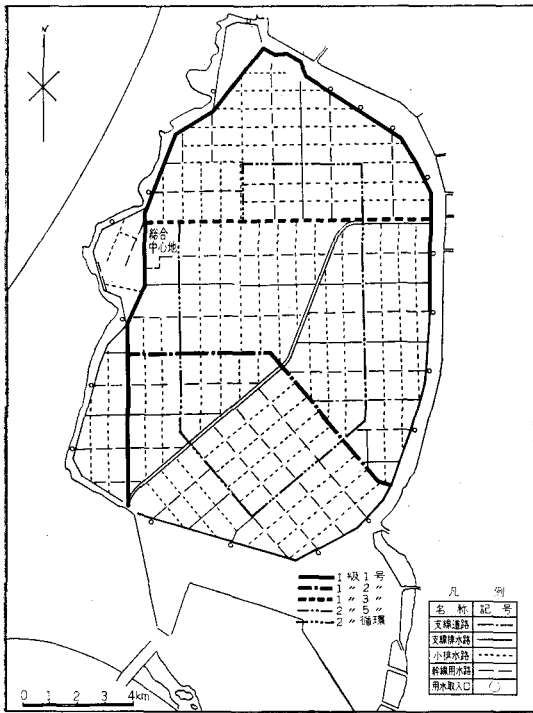 N
総合
中心地
1級1号
1〃2〃
1〃3〃
2〃5〃
2〃循環
凡例
名称 記号
支線道路
支線排水路
小排水路
幹線用水路
用水取入口
0 1 2 3 4km